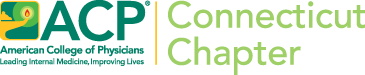 ACP®
American College of Physicians
Leading Internal Medicine, Improving Lives
Connecticut
Chapter